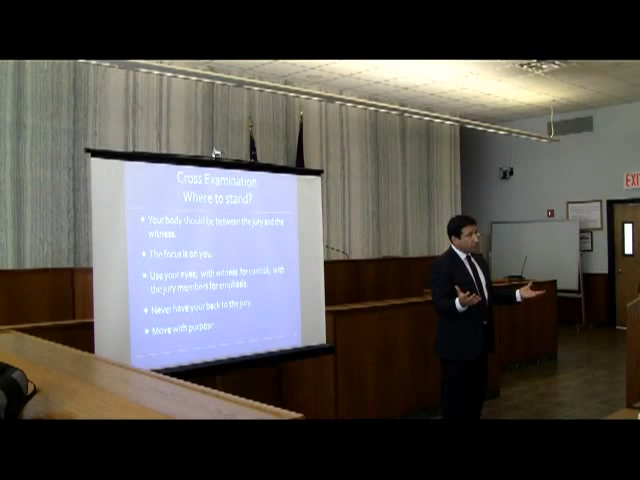 Cross Examination
Where to stand?
Your body should be between the jury and the
witness.
The focus is on you.
Use your eyes, with witness for control, with
the jury members for emphasis.
Never have your back to the jury.
Move with purpose
EXI